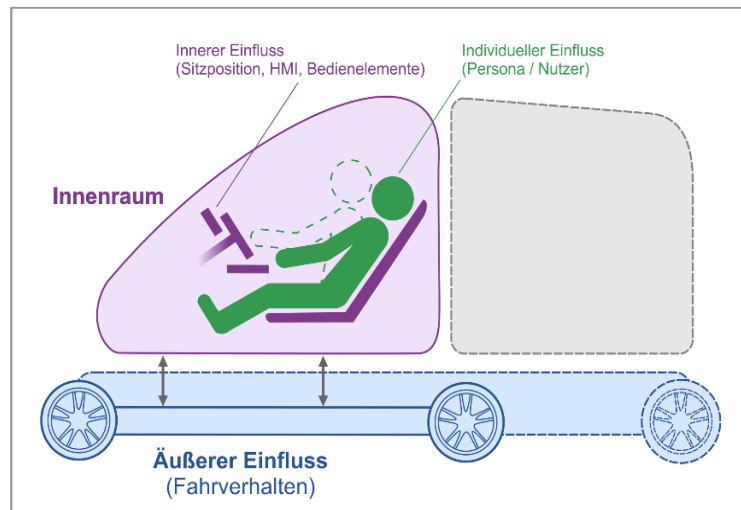 Innerer Einfluss
(Sitzposition, HMI, Bedienelemente)
Individueller Einfluss
(Persona / Nutzer)
Innenraum
Äußerer Einfluss
(Fahrverhalten)